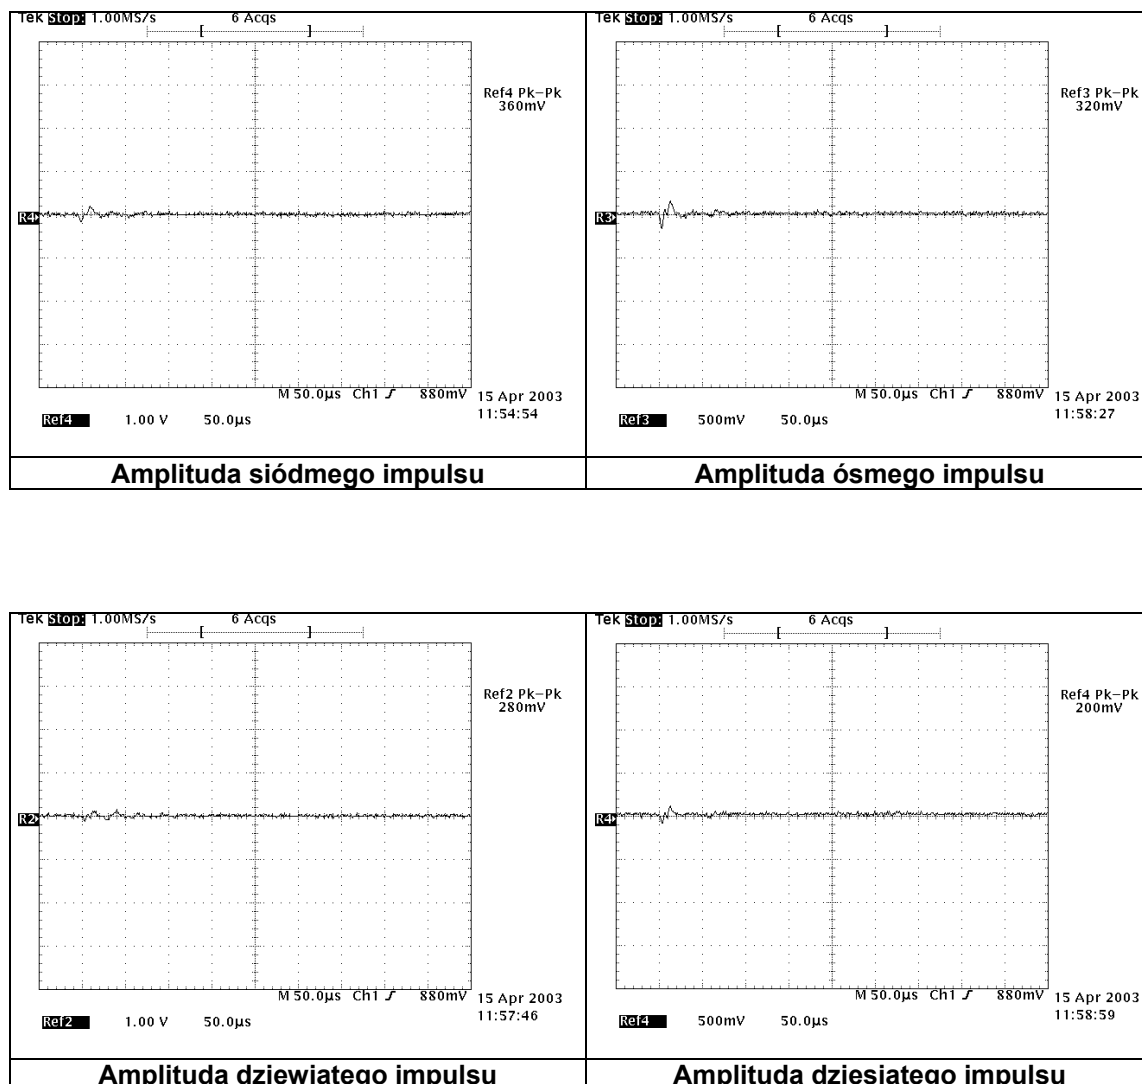 Tek Stop: 1.00MS/s 6 Acqs
Ref4 Pk-Pk
360mV
R4
M 50.0µs Ch1 ƒ 880mV
15 Apr 2003
11:54:54
Ref4 1.00 V 50.0µs
Amplituda siódmego impulsu
Tek Stop: 1.00MS/s 6 Acqs
Ref3 Pk-Pk
320mV
R3
M 50.0µs Ch1 ƒ 880mV
15 Apr 2003
11:58:27
Ref3 500mV 50.0µs
Amplituda ósmego impulsu
Tek Stop: 1.00MS/s 6 Acqs
Ref2 Pk-Pk
280mV
R2
M 50.0µs Ch1 ƒ 880mV
15 Apr 2003
11:57:46
Ref2 1.00 V 50.0µs
Amplituda dziewiątego impulsu
Tek Stop: 1.00MS/s 6 Acqs
Ref4 Pk-Pk
200mV
R4
M 50.0µs Ch1 ƒ 880mV
15 Apr 2003
11:58:59
Ref4 500mV 50.0µs
Amplituda dziesiątego impulsu